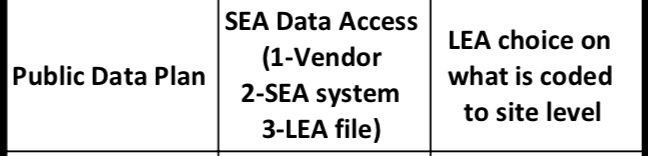 Public Data Plan
SEA Data Access
(1-Vendor
2-SEA system
3-LEA file)
LEA choice on
what is coded
to site level